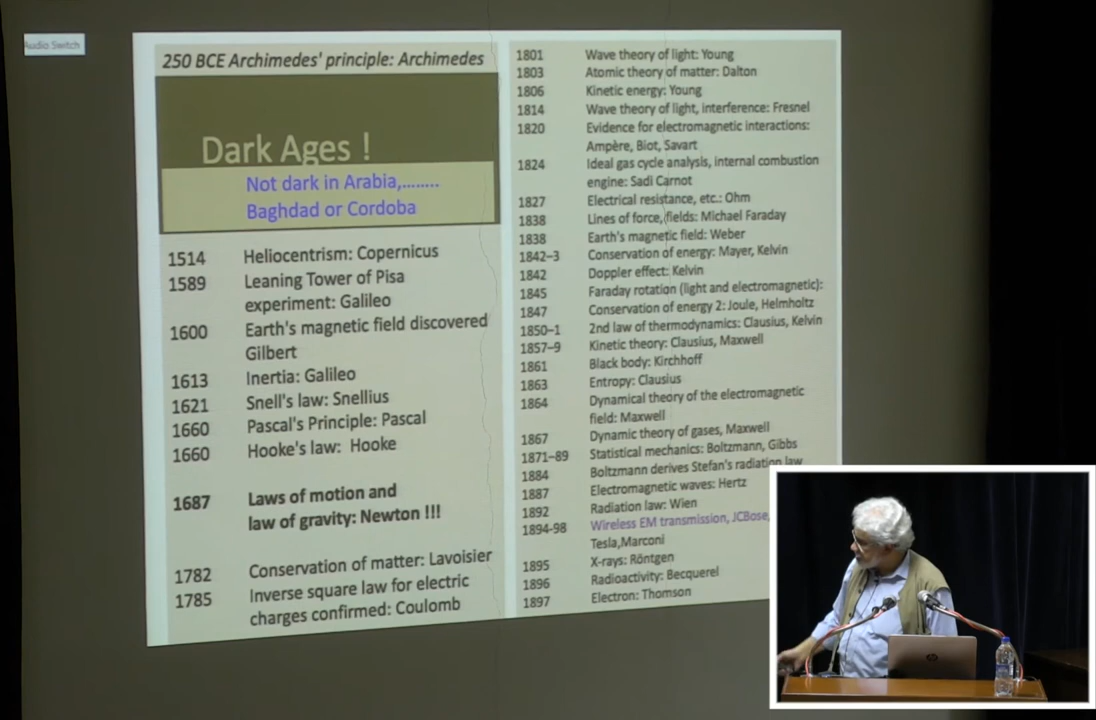 Audio Switch
250 BCE Archimedes' principle: Archimedes
Dark Ages !
Not dark in Arabia,........
Baghdad or Cordoba
1514 Heliocentrism: Copernicus
1589 Leaning Tower of Pisa
experiment: Galileo
1600 Earth's magnetic field discovered
Gilbert
1613 Inertia: Galileo
1621 Snell's law: Snellius
1660 Pascal's Principle: Pascal
1660 Hooke's law: Hooke
1687 Laws of motion and
law of gravity: Newton !!!
1782 Conservation of matter: Lavoisier
1785 Inverse square law for electric
charges confirmed: Coulomb
1801 Wave theory of light: Young
1803 Atomic theory of matter: Dalton
1806 Kinetic energy: Young
1814 Wave theory of light, interference: Fresnel
1820 Evidence for electromagnetic interactions:
Ampère, Biot, Savart
1824 Ideal gas cycle analysis, internal combustion
engine: Sadi Carnot
1827 Electrical resistance, etc.: Ohm
1838 Lines of force, fields: Michael Faraday
1838 Earth's magnetic field: Weber
1842–3 Conservation of energy: Mayer, Kelvin
1842 Doppler effect: Kelvin
1845 Faraday rotation (light and electromagnetic):
1847 Conservation of energy 2: Joule, Helmholtz
1850–1 2nd law of thermodynamics: Clausius, Kelvin
1857–9 Kinetic theory: Clausius, Maxwell
1861 Black body: Kirchhoff
1863 Entropy: Clausius
1864 Dynamical theory of the electromagnetic
field: Maxwell
1867 Dynamic theory of gases, Maxwell
1871–89 Statistical mechanics: Boltzmann, Gibbs
1884 Boltzmann derives Stefan's radiation law
1887 Electromagnetic waves: Hertz
1892 Radiation law: Wien
1894-98 Wireless EM transmission, JCBose,
Tesla,Marconi
1895 X-rays: Röntgen
1896 Radioactivity: Becquerel
1897 Electron: Thomson
hp